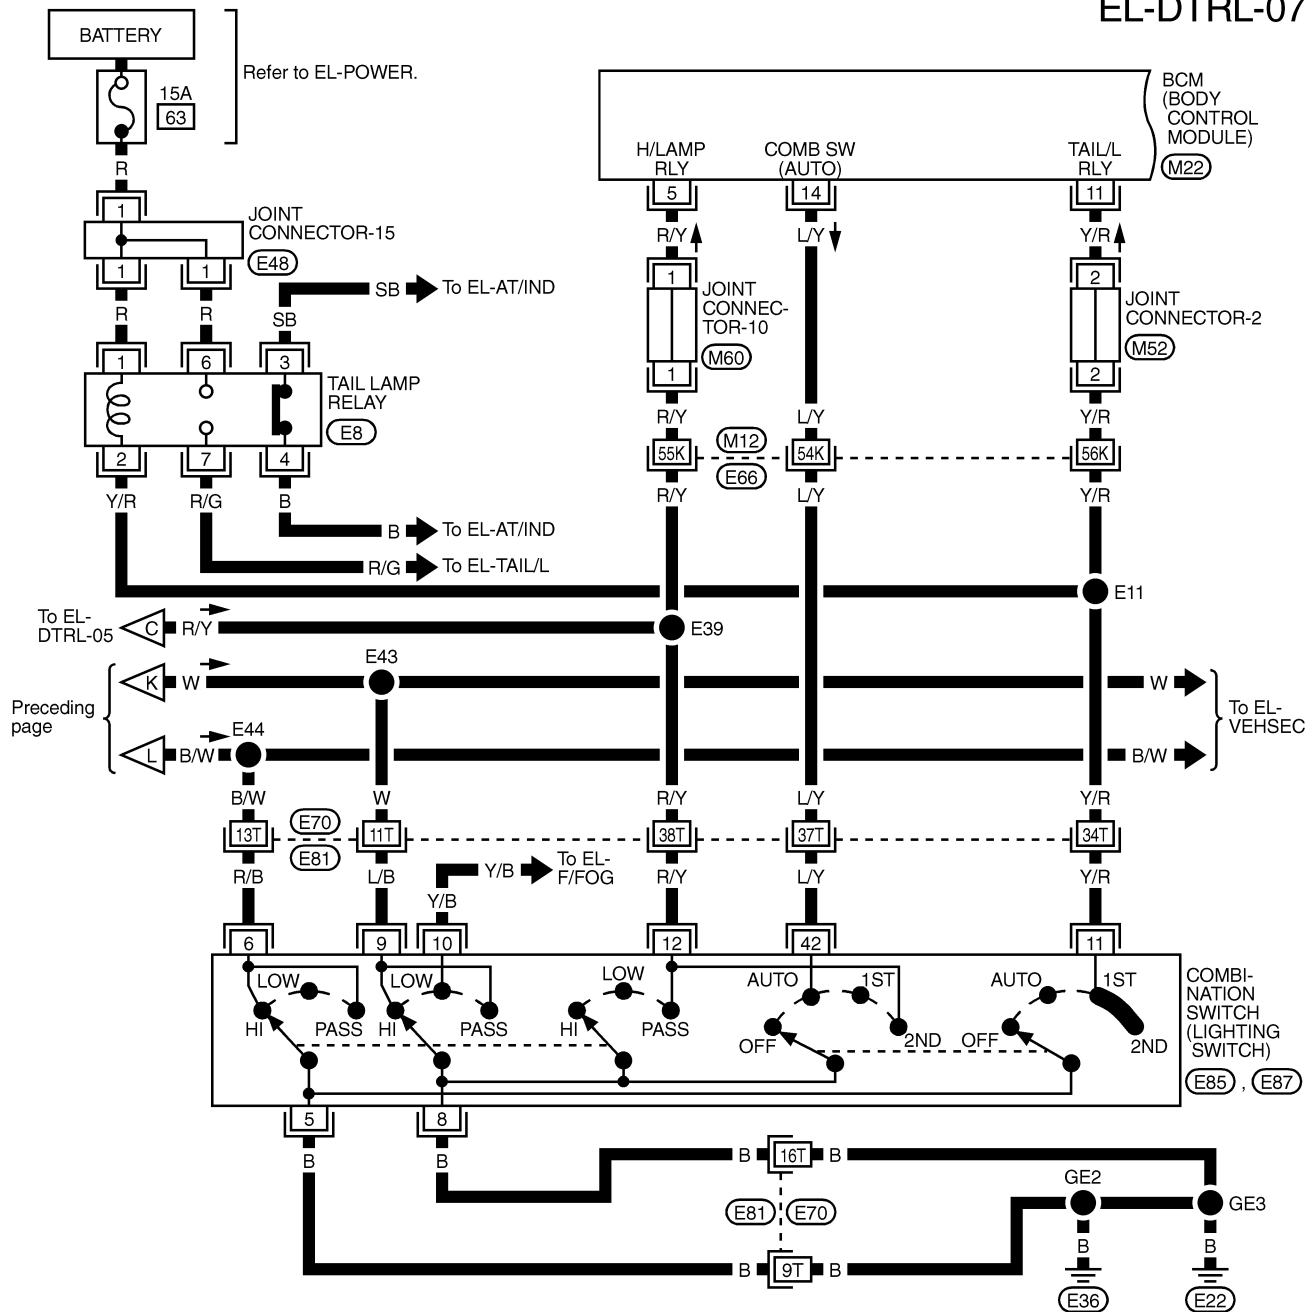 EL-DTRL-07
BATTERY
Refer to EL-POWER.
15A
63
R
BCM
(BODY
CONTROL
MODULE)
M22
H/LAMP
RLY
COMB SW
(AUTO)
TAIL/L
RLY
5
14
11
R/Y
L/Y
Y/R
1
JOINT
CONNECTOR-15
E48
1
1
R
R
SB
To EL-AT/IND
SB
1
JOINT
CONNEC-
TOR-10
M60
1
2
JOINT
CONNECTOR-2
M52
2
1
6
3
TAIL LAMP
RELAY
E8
2
7
4
Y/R
R/G
B
B
To EL-AT/IND
R/G
To EL-TAIL/L
R/Y
L/Y
Y/R
55K
M12
E66
54K
56K
R/Y
L/Y
Y/R
E11
To EL-
DTRL-05
C
R/Y
E39
E43
Preceding
page
K
W
W
To EL-
VEHSEC
E44
L
B/W
B/W
B/W
W
R/Y
L/Y
Y/R
13T
E70
E81
11T
38T
37T
34T
R/B
L/B
Y/B
Y/B
To EL-
F/FOG
R/Y
L/Y
Y/R
6
9
10
12
42
11
LOW
HI
PASS
LOW
HI
PASS
LOW
HI
PASS
AUTO
1ST
OFF
2ND
AUTO
1ST
OFF
2ND
COMBI-
NATION
SWITCH
(LIGHTING
SWITCH)
E85 , E87
5
8
B
B
B
16T
B
E81
E70
B
9T
B
GE2
GE3
B
B
E36
E22